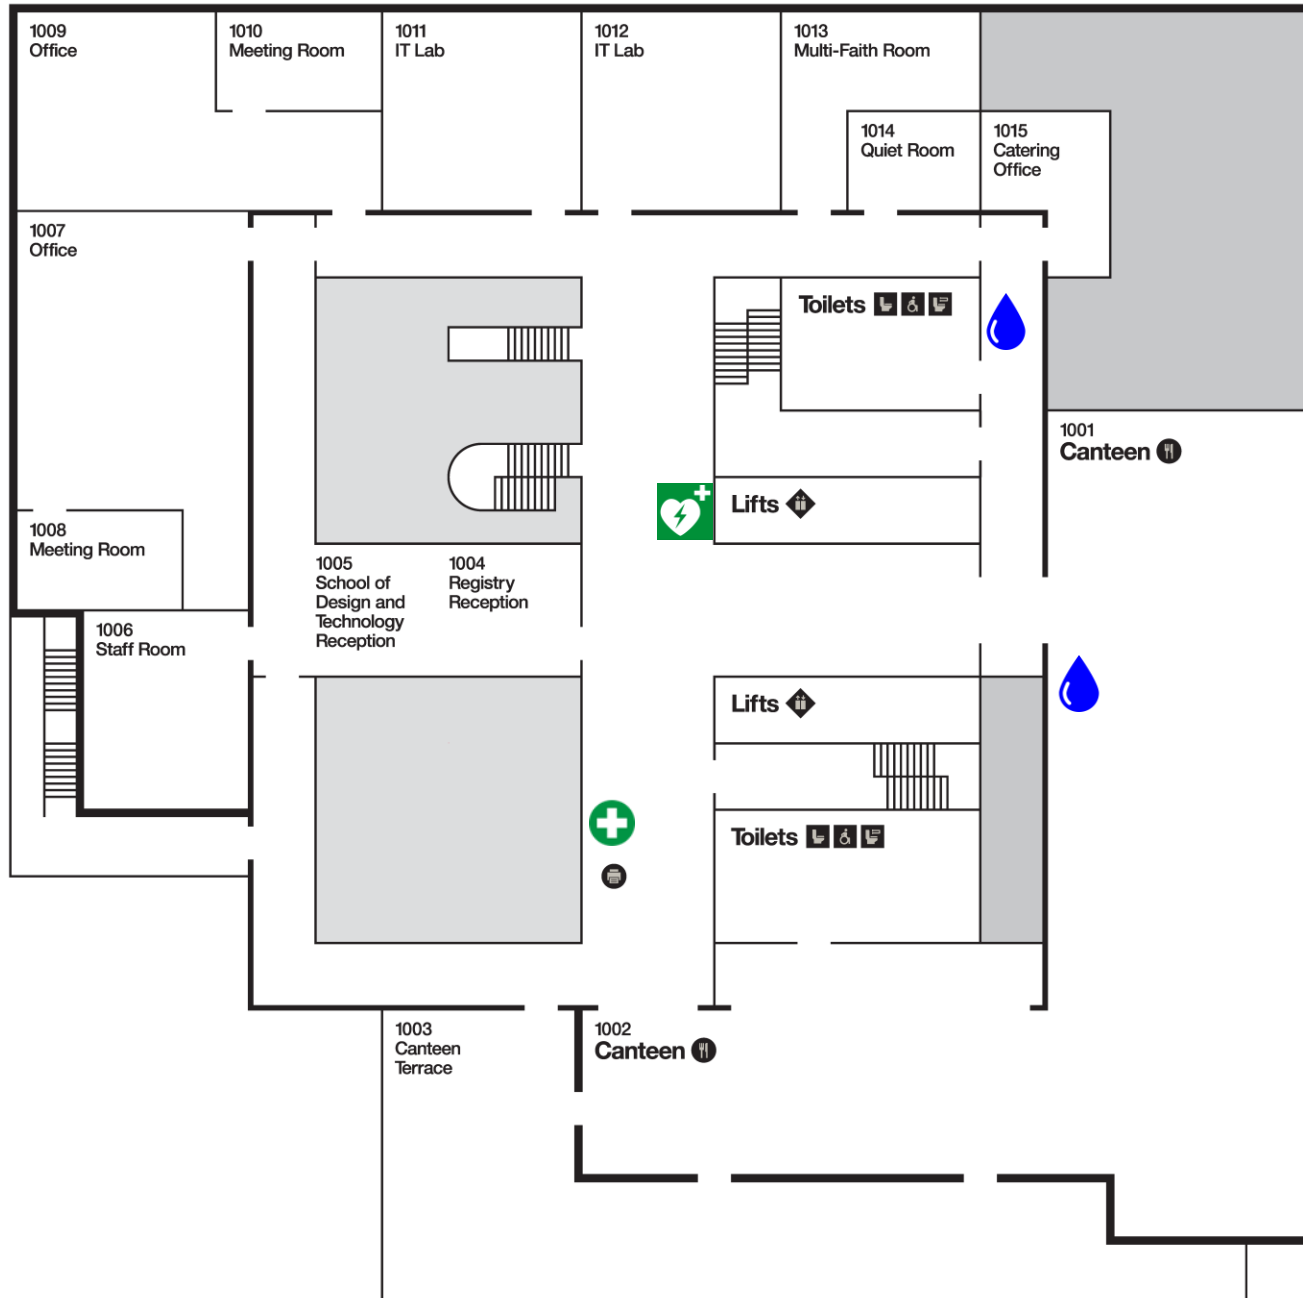 1009
Office
1010
Meeting Room
1011
IT Lab
1012
IT Lab
1013
Multi-Faith Room
1014
Quiet Room
1015
Catering
Office
1007
Office
Toilets
1001
Canteen
Lifts
1008
Meeting Room
1005
School of
Design and
Technology
Reception
1004
Registry
Reception
1006
Staff Room
Lifts
Toilets
1003
Canteen
Terrace
1002
Canteen